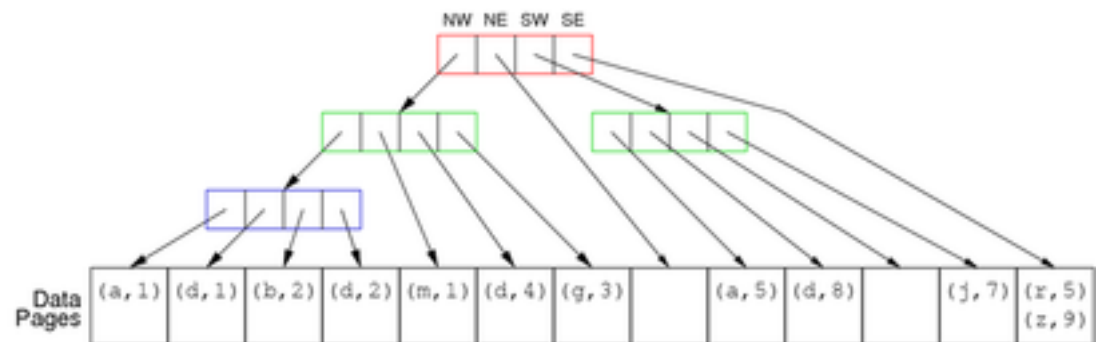 NW NE SW SE
(a,1) (d,1) (b,2) (d,2) (m,1) (d,4) (g,3) (a,5) (d,8) (j,7) (r,5)
Data
Pages
(z,9)